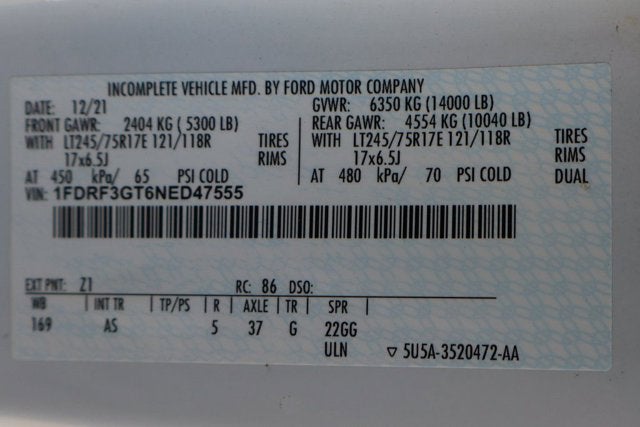 INCOMPLETE VEHICLE MFD. BY FORD MOTOR COMPANY
DATE: 12/21 GVWR: 6350 KG (14000 LB)
FRONT GAWR: 2404 KG ( 5300 LB) REAR GAWR: 4554 KG (10040 LB)
WITH LT245/75R17E 121/118R TIRES WITH LT245/75R17E 121/118R TIRES
17x6.5J RIMS 17x6.5J RIMS
AT 450 kPa/ 65 PSI COLD AT 480 kPa/ 70 PSI COLD DUAL
VIN: 1FDRF3GT6NED47555
EXT PNT: Z1 RC: 86 DSO:
WB | INT TR | TP/PS | R | AXLE | TR | SPR |
169 AS 5 37 G 22GG
ULN ▽ 5U5A-3520472-AA